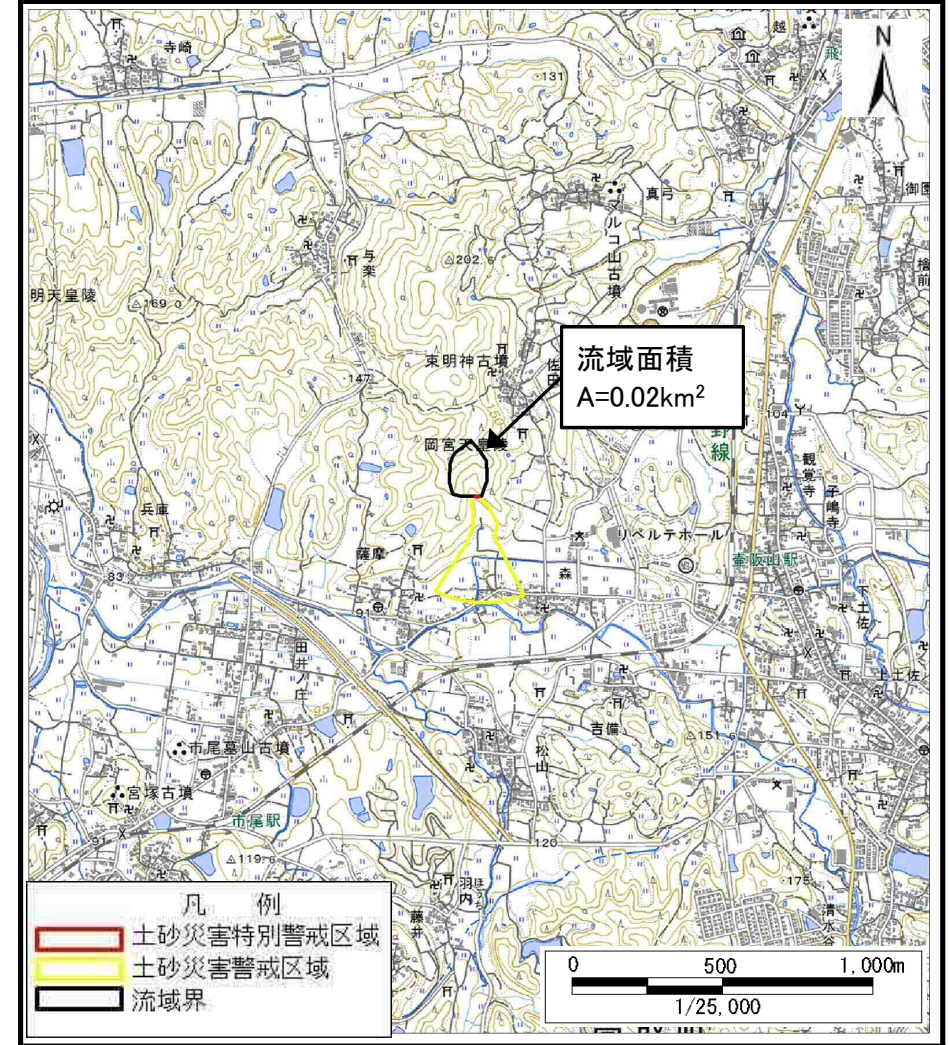 寺崎
越
飛
N
131
真弓
マルコ山古墳
御園
檜前
与楽
202.6
明天皇陵
169.0
束明神古墳
佐田
流域面積
A=0.02km²
147
104
岡宮天皇陵
野線
観覚寺
子嶋寺
兵庫
リベルテホール
薩摩
壷阪山駅
森
83
91
下土佐
田井ノ庄
上土佐
吉備
松山
151.6
市尾墓山古墳
宮塚古墳
市尾駅
91
120
119.6
羽内
藤井
175
清水谷
凡 例
土砂災害特別警戒区域
土砂災害警戒区域
流域界
0 500 1,000m
1/25,000